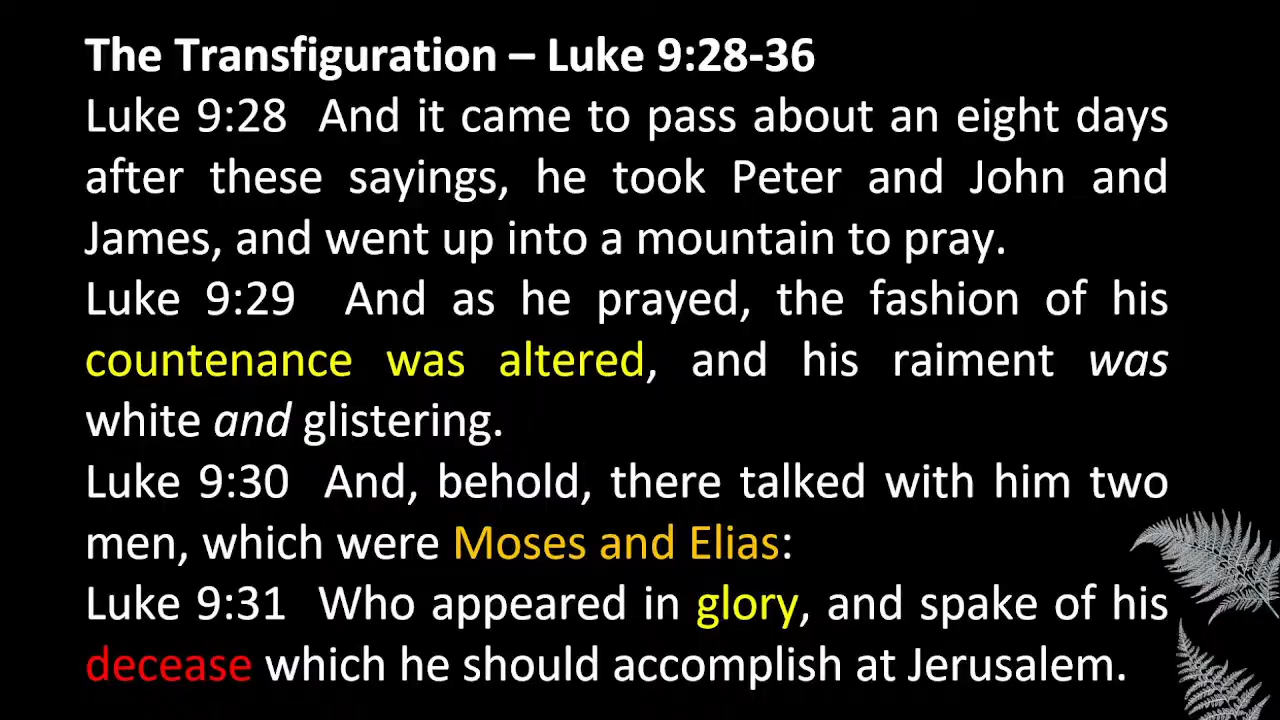 The Transfiguration – Luke 9:28-36
Luke 9:28 And it came to pass about an eight days
after these sayings, he took Peter and John and
James, and went up into a mountain to pray.
Luke 9:29 And as he prayed, the fashion of his
countenance was altered, and his raiment was
white and glistering.
Luke 9:30 And, behold, there talked with him two
men, which were Moses and Elias:
Luke 9:31 Who appeared in glory, and spake of his
decease which he should accomplish at Jerusalem.